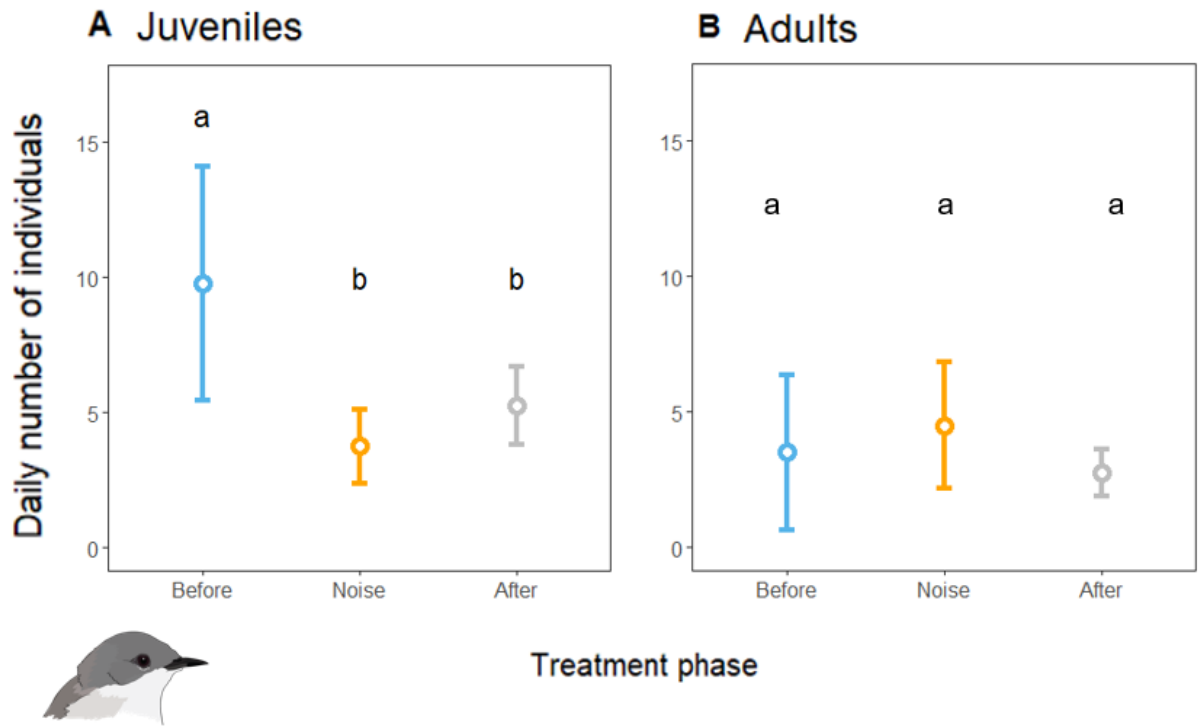 A Juveniles
B Adults
Daily number of individuals
15
10
5
0
a
b
b
Before
Noise
After
15
10
5
0
a
a
a
Before
Noise
After
Treatment phase